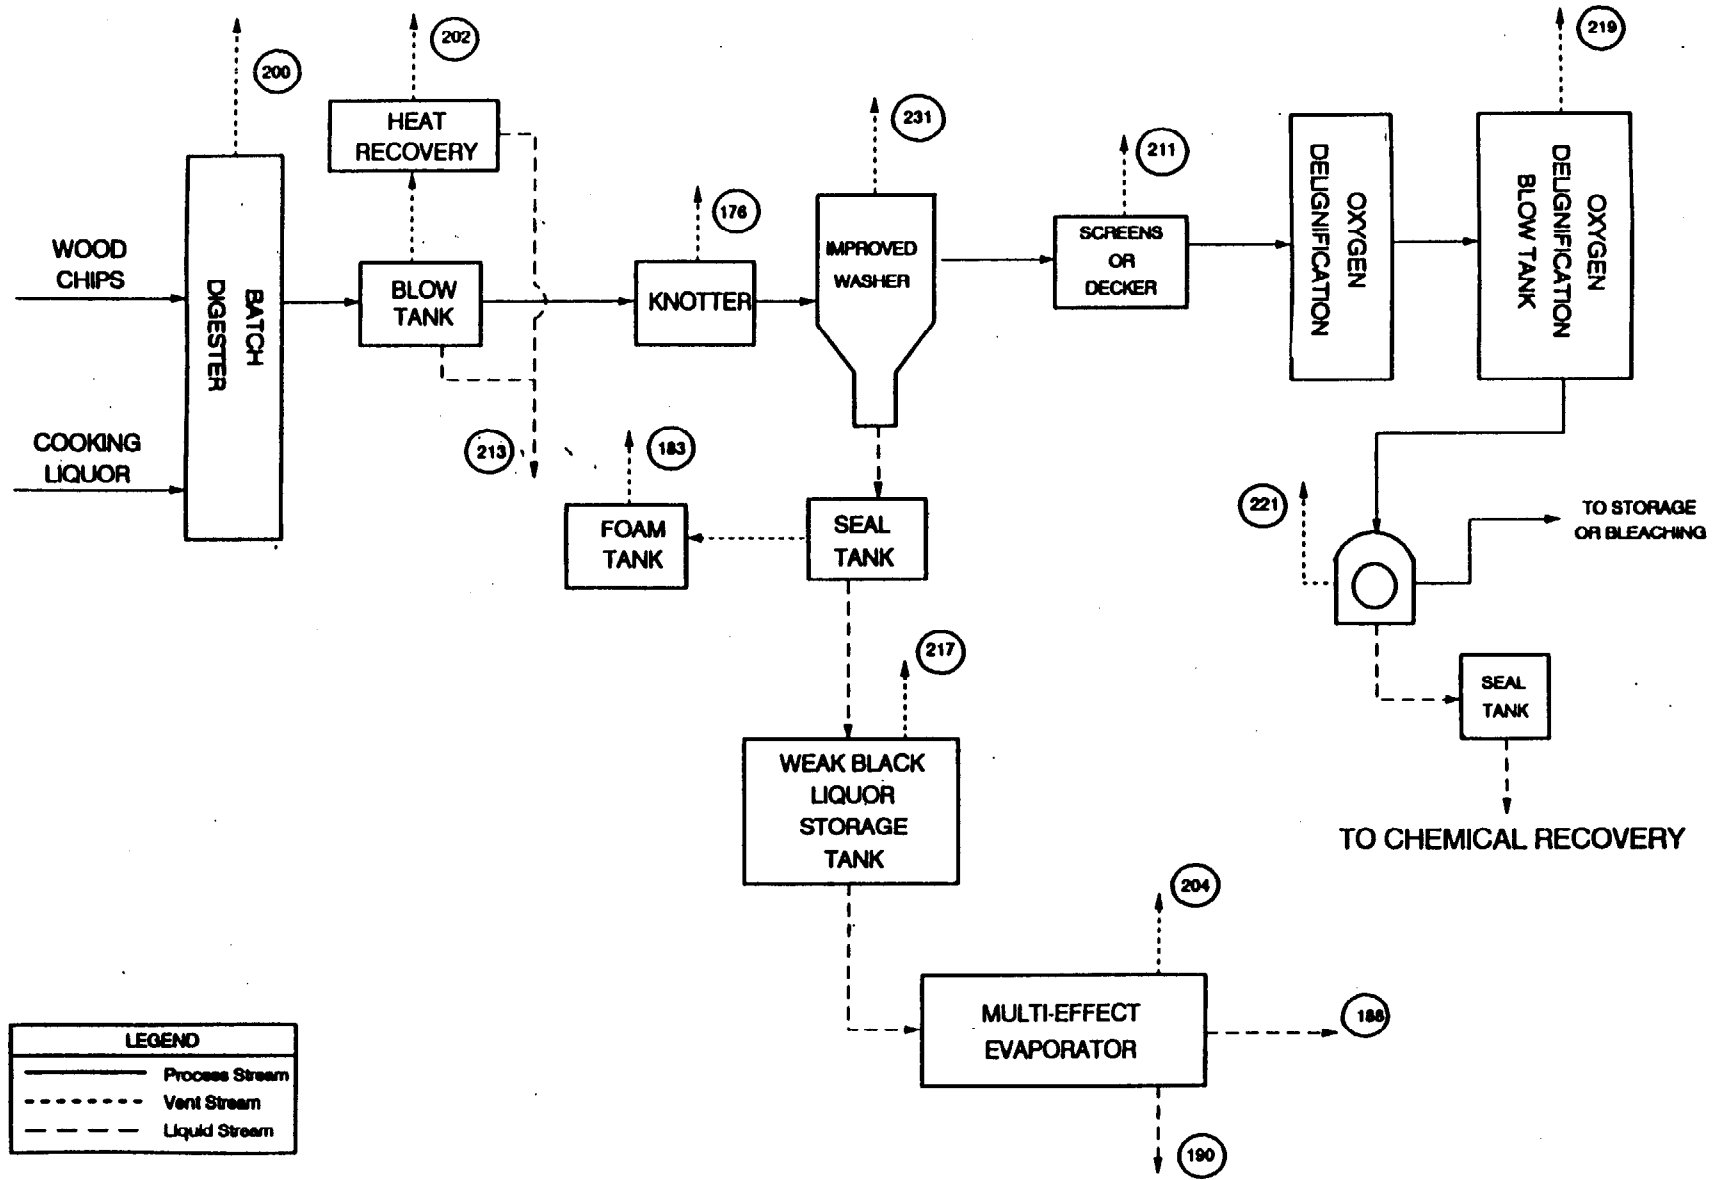 200
202
219
HEAT
RECOVERY
231
211
176
WOOD
CHIPS
BATCH
DIGESTER
BLOW
TANK
KNOTTER
IMPROVED
WASHER
SCREENS
OR
DECKER
OXYGEN
DELIGNIFICATION
OXYGEN
DELIGNIFICATION
BLOW TANK
COOKING
LIQUOR
213
183
FOAM
TANK
SEAL
TANK
221
TO STORAGE
OR BLEACHING
217
SEAL
TANK
WEAK BLACK
LIQUOR
STORAGE
TANK
TO CHEMICAL RECOVERY
204
MULTI-EFFECT
EVAPORATOR
190
LEGEND
Process Stream
Vent Stream
Liquid Stream